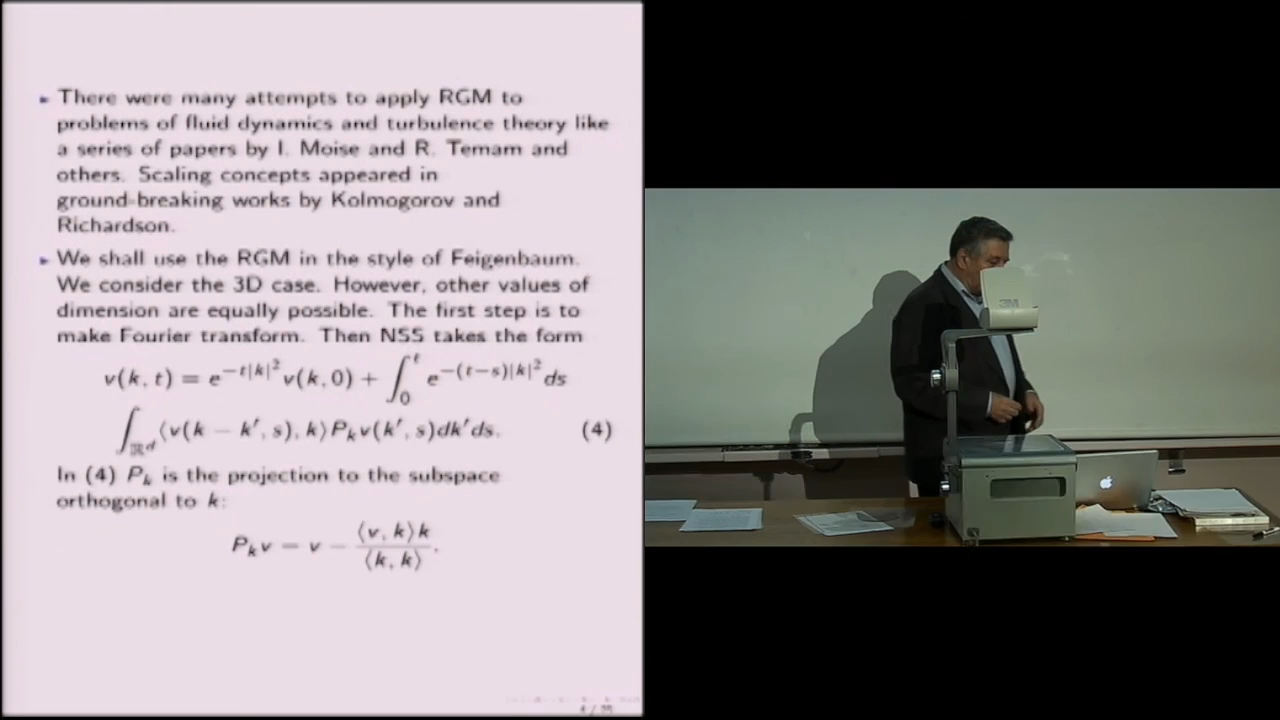 ► There were many attempts to apply RGM to
problems of fluid dynamics and turbulence theory like
a series of papers by I. Moise and R. Temam and
others. Scaling concepts appeared in
ground-breaking works by Kolmogorov and
Richardson.
► We shall use the RGM in the style of Feigenbaum.
We consider the 3D case. However, other values of
dimension are equally possible. The first step is to
make Fourier transform. Then NSS takes the form
v(k, t) = e^{-t|k|^2} v(k, 0) + ∫_0^t e^{-(t-s)|k|^2} ds
∫_{ℝ^d} ⟨v(k − k′, s), k⟩P_k v(k′, s)dk′ds. (4)
In (4) P_k is the projection to the subspace
orthogonal to k:
P_k v = v − ⟨v, k⟩k / ⟨k, k⟩.
3M